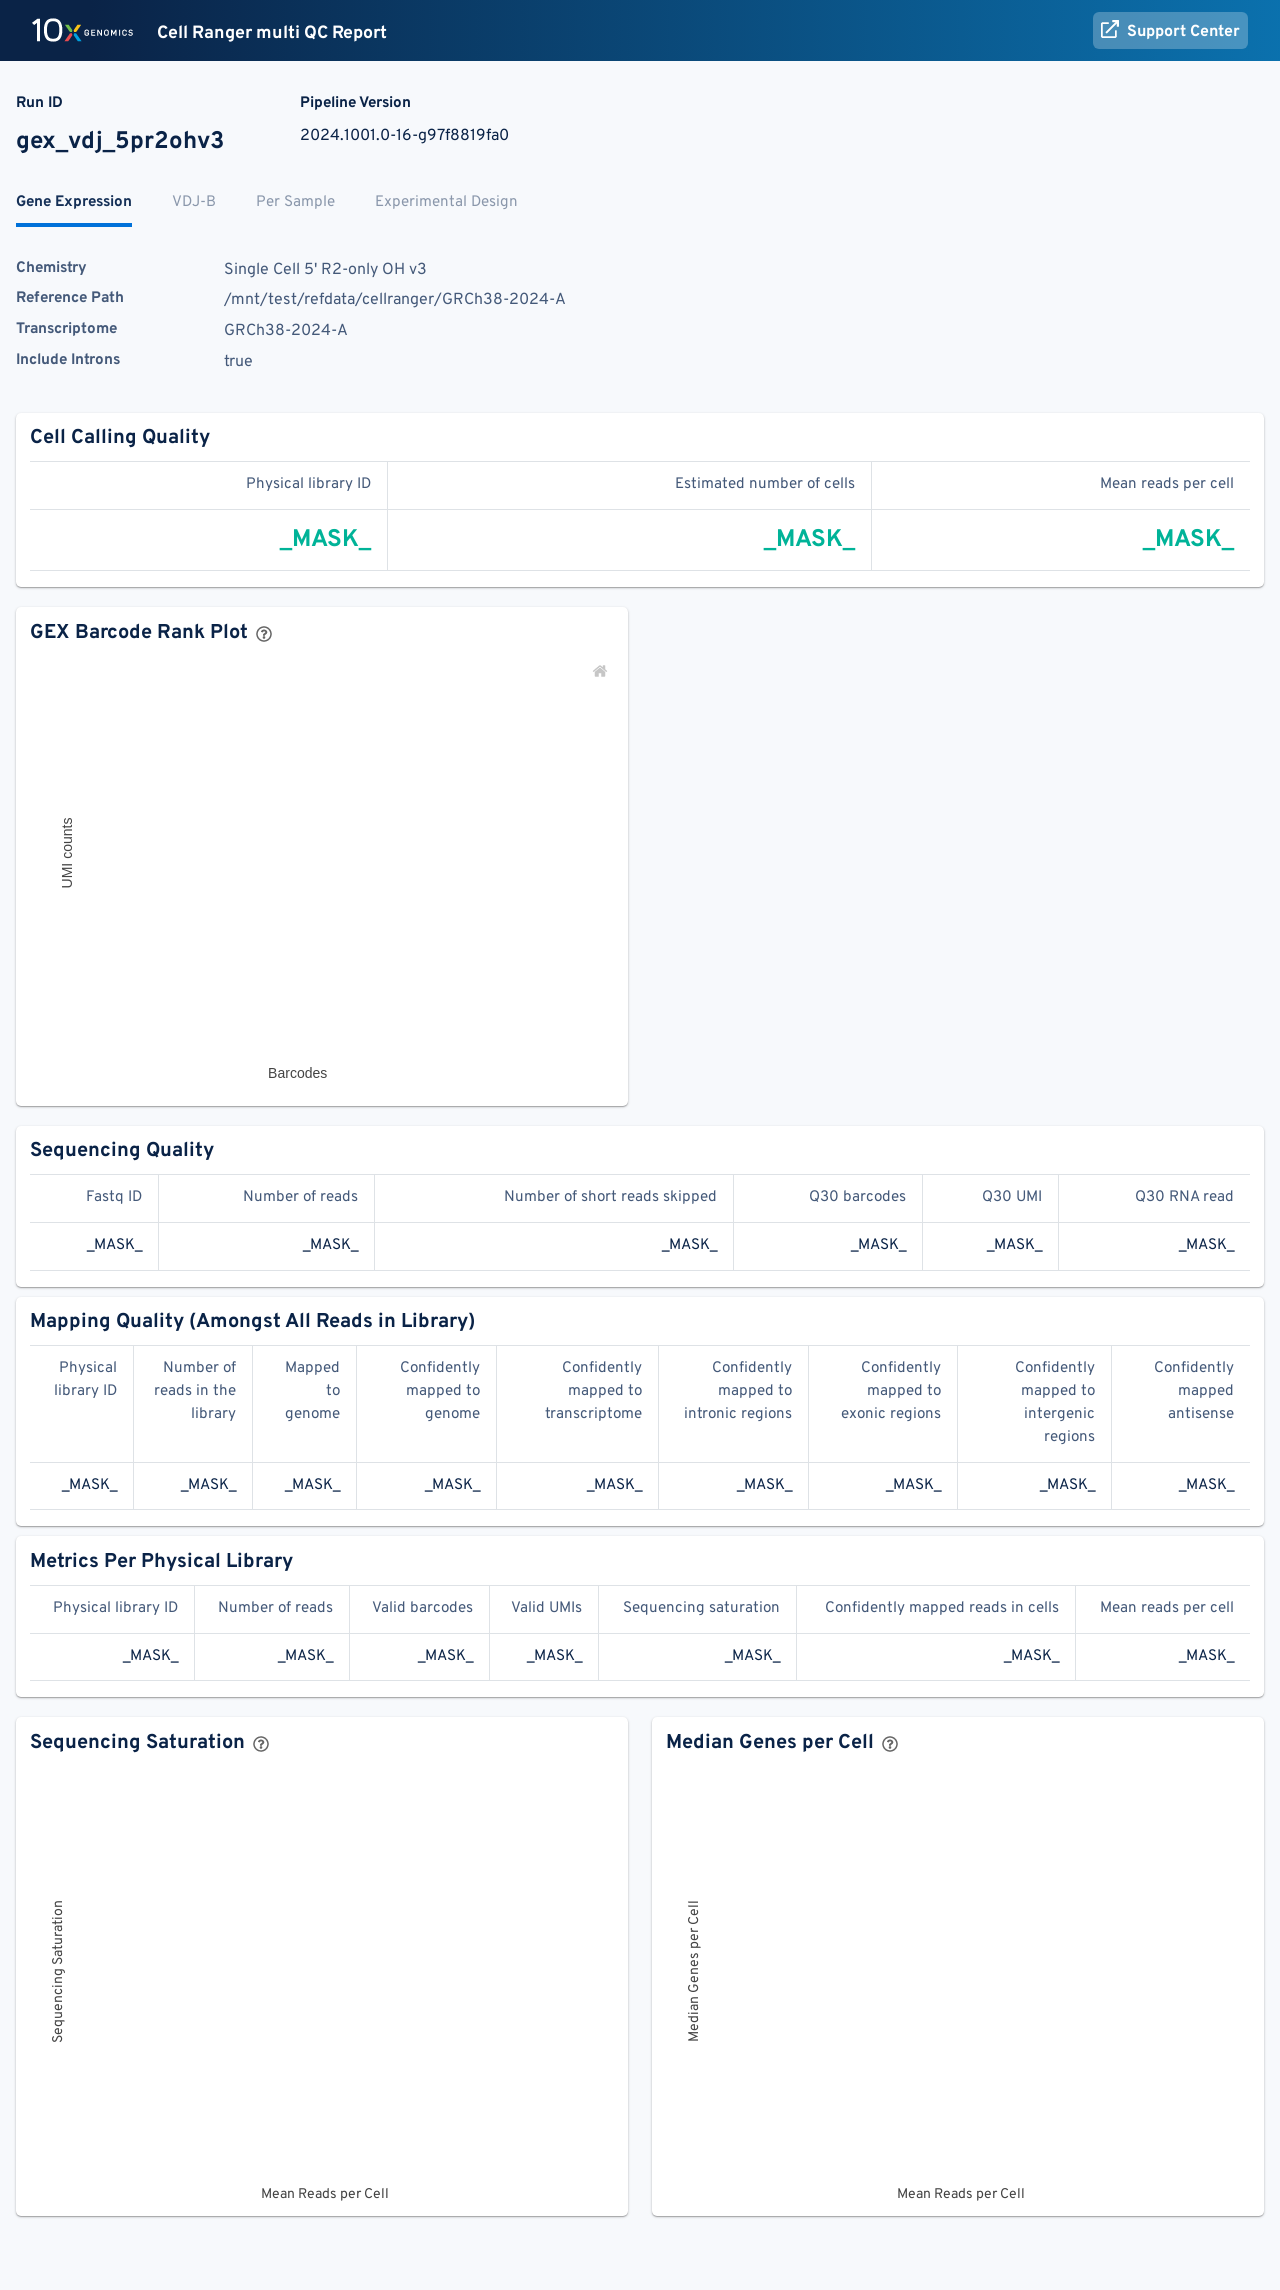 10x GENOMICS Cell Ranger multi QC Report Support Center
Run ID Pipeline Version
gex_vdj_5pr2ohv3 2024.1001.0-16-g97f8819fa0
Gene Expression VDJ-B Per Sample Experimental Design
Chemistry Single Cell 5' R2-only OH v3
Reference Path /mnt/test/refdata/cellranger/GRCh38-2024-A
Transcriptome GRCh38-2024-A
Include Introns true
Cell Calling Quality
Physical library ID Estimated number of cells Mean reads per cell
_MASK_ _MASK_ _MASK_
GEX Barcode Rank Plot ?
UMI counts
Barcodes
Sequencing Quality
Fastq ID Number of reads Number of short reads skipped Q30 barcodes Q30 UMI Q30 RNA read
_MASK_ _MASK_ _MASK_ _MASK_ _MASK_ _MASK_
Mapping Quality (Amongst All Reads in Library)
Physical Number of Mapped Confidently Confidently Confidently Confidently Confidently Confidently
library ID reads in the to mapped to mapped to mapped to mapped to mapped to mapped
library genome genome transcriptome intronic regions exonic regions intergenic antisense
regions
_MASK_ _MASK_ _MASK_ _MASK_ _MASK_ _MASK_ _MASK_ _MASK_ _MASK_
Metrics Per Physical Library
Physical library ID Number of reads Valid barcodes Valid UMIs Sequencing saturation Confidently mapped reads in cells Mean reads per cell
_MASK_ _MASK_ _MASK_ _MASK_ _MASK_ _MASK_ _MASK_
Sequencing Saturation ? Median Genes per Cell ?
Sequencing Saturation Median Genes per Cell
Mean Reads per Cell Mean Reads per Cell